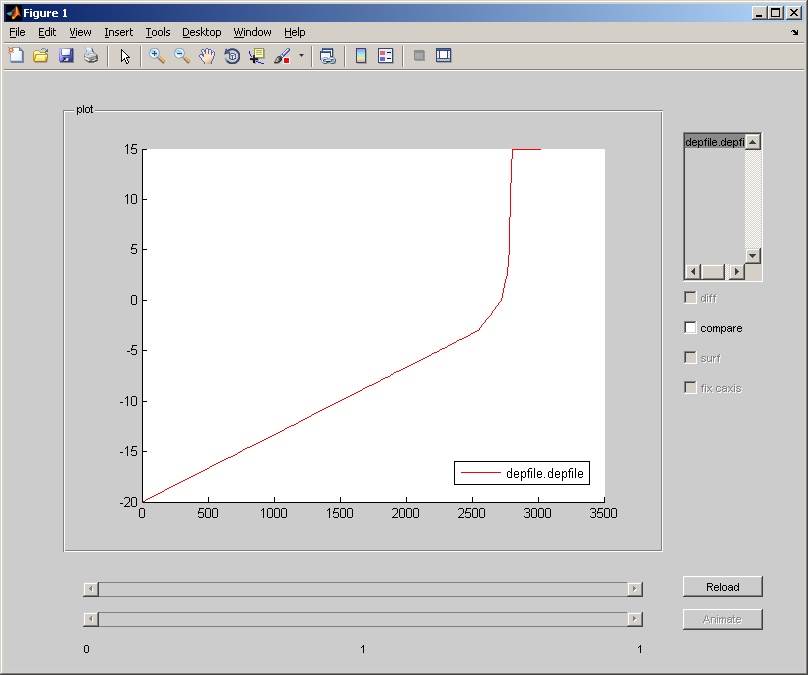 Figure 1
File Edit View Insert Tools Desktop Window Help
plot
15
10
5
0
-5
-10
-15
-20
0 500 1000 1500 2000 2500 3000 3500
depfile.depfile
depfile.depfi
diff
compare
surf
fix caxis
Reload
Animate
0 1 1